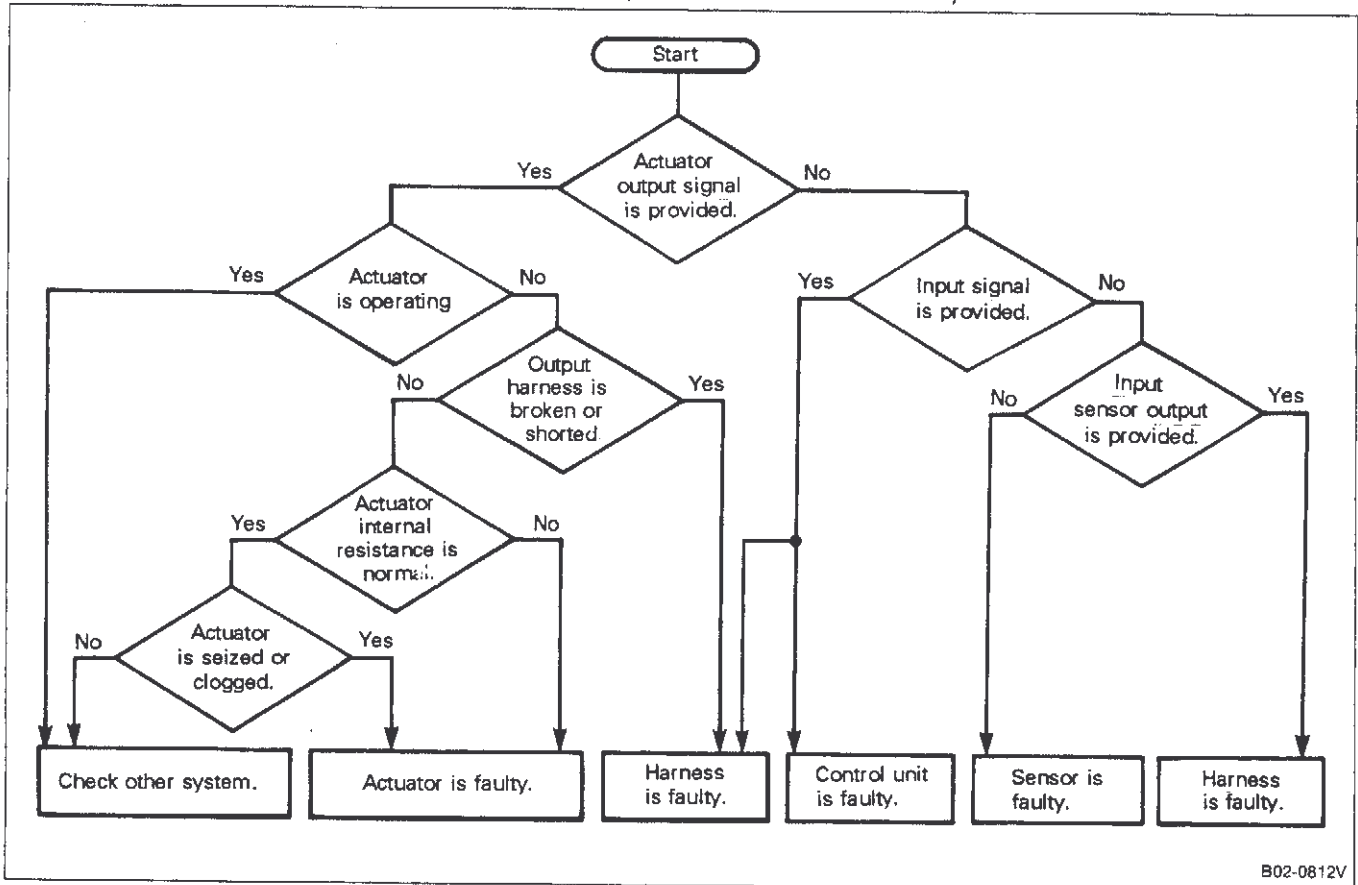 Start
Actuator
output signal
is provided.
Yes
No
Actuator
is operating
Yes
No
Input signal
is provided.
Yes
No
Output
harness is
broken or
shorted
No
Yes
Input
sensor output
is provided.
No
Yes
Actuator
internal
resistance is
normal.
Yes
No
Actuator
is seized or
clogged.
No
Yes
Check other system.
Actuator is faulty.
Harness
is faulty.
Control unit
is faulty.
Sensor is
faulty.
Harness
is faulty.
B02-0812V